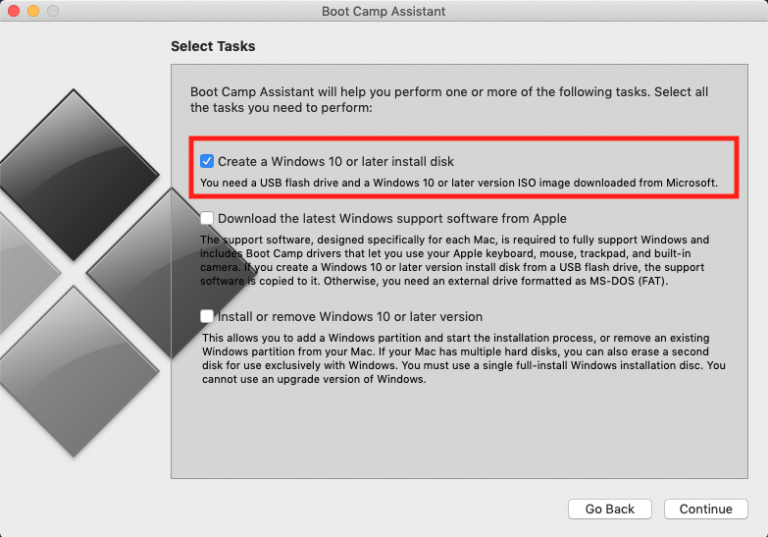 Boot Camp Assistant
Select Tasks
Boot Camp Assistant will help you perform one or more of the following tasks. Select all
the tasks you need to perform:
Create a Windows 10 or later install disk
You need a USB flash drive and a Windows 10 or later version ISO image downloaded from Microsoft.
Download the latest Windows support software from Apple
The support software, designed specifically for each Mac, is required to fully support Windows and
includes Boot Camp drivers that let you use your Apple keyboard, mouse, trackpad, and built-in
camera. If you create a Windows 10 or later version install disk from a USB flash drive, the support
software is copied to it. Otherwise, you need an external drive formatted as MS-DOS (FAT).
Install or remove Windows 10 or later version
This allows you to add a Windows partition and start the installation process, or remove an existing
Windows partition from your Mac. If your Mac has multiple hard disks, you can also erase a second
disk for use exclusively with Windows. You must use a single full-install Windows installation disc. You
cannot use an upgrade version of Windows.
Go Back
Continue